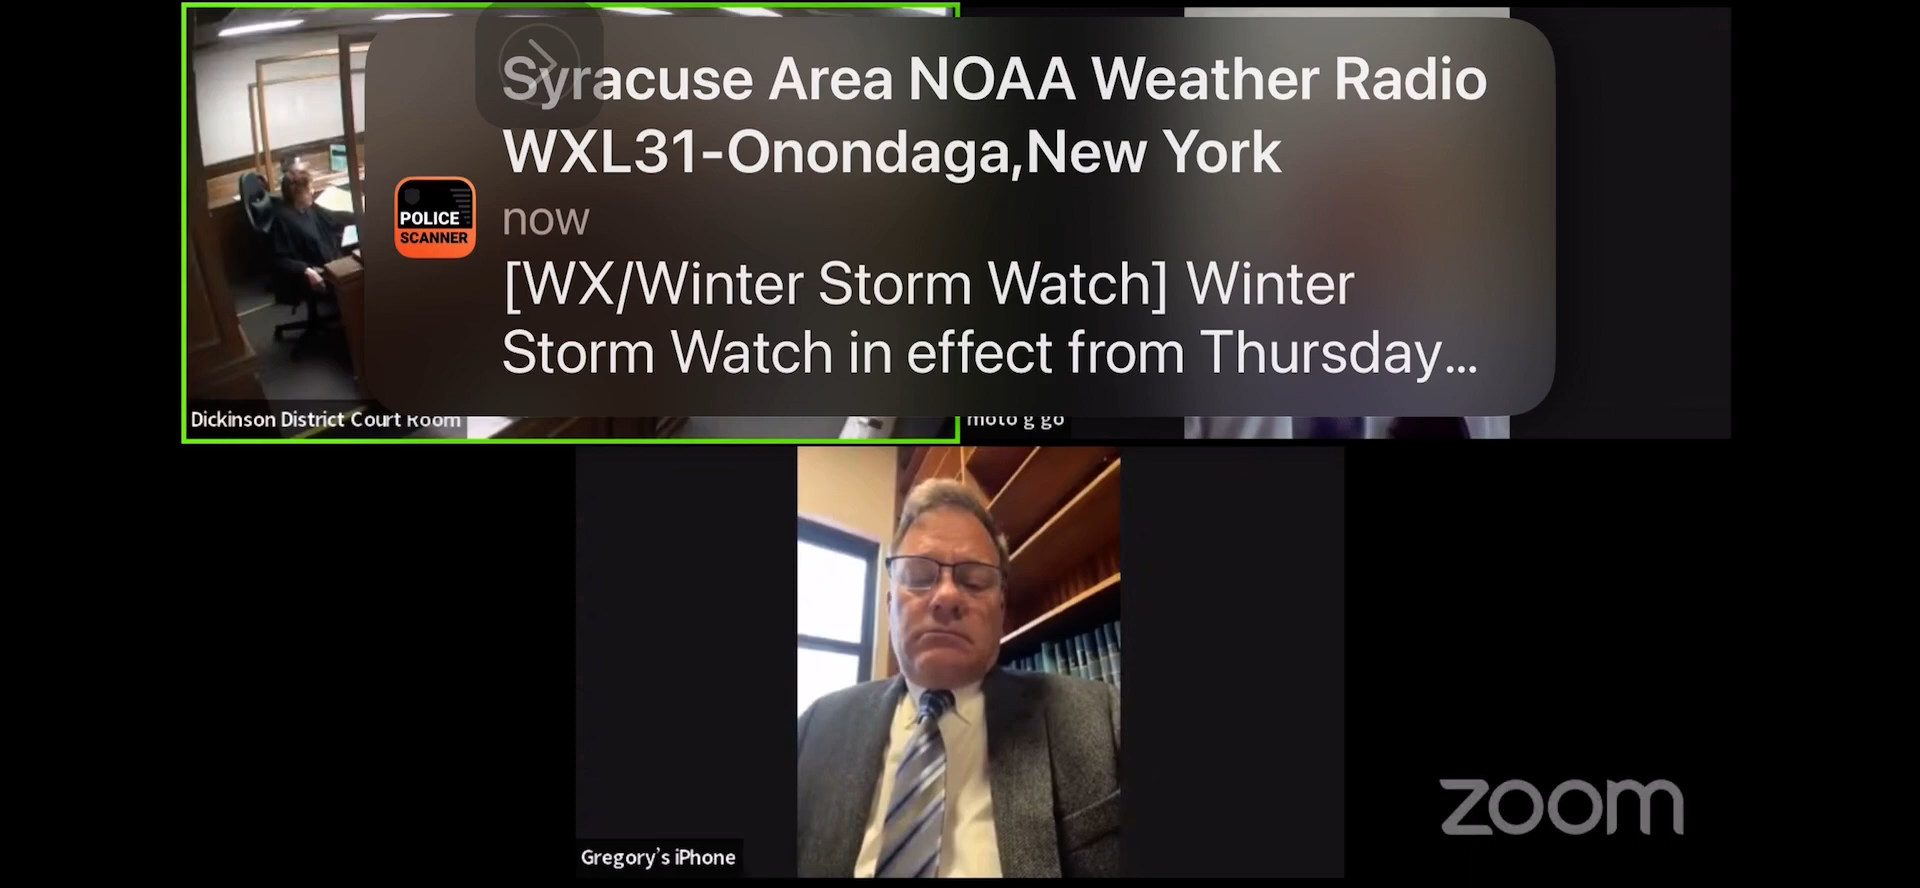 Syracuse Area NOAA Weather Radio
WXL31-Onondaga,New York
now
POLICE
SCANNER
[WX/Winter Storm Watch] Winter
Storm Watch in effect from Thursday...
Dickinson District Court Room
moto g go
Gregory's iPhone
zoom